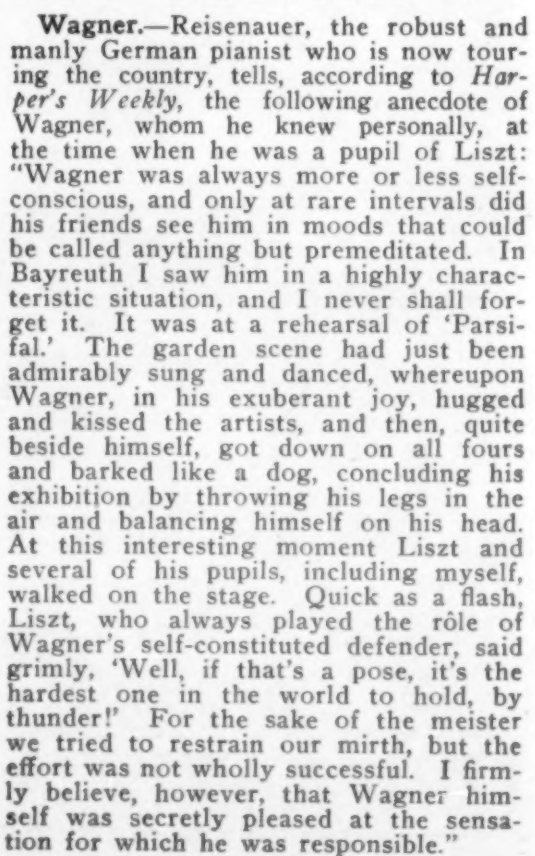 Wagner.—Reisenauer, the robust and
manly German pianist who is now tour-
ing the country, tells, according to Har-
per's Weekly, the following anecdote of
Wagner, whom he knew personally, at
the time when he was a pupil of Liszt:
"Wagner was always more or less self-
conscious, and only at rare intervals did
his friends see him in moods that could
be called anything but premeditated. In
Bayreuth I saw him in a highly charac-
teristic situation, and I never shall for-
get it. It was at a rehearsal of 'Parsi-
fal.' The garden scene had just been
admirably sung and danced, whereupon
Wagner, in his exuberant joy, hugged
and kissed the artists, and then, quite
beside himself, got down on all fours
and barked like a dog, concluding his
exhibition by throwing his legs in the
air and balancing himself on his head.
At this interesting moment Liszt and
several of his pupils, including myself,
walked on the stage. Quick as a flash,
Liszt, who always played the rôle of
Wagner's self-constituted defender, said
grimly, 'Well, if that's a pose, it's the
hardest one in the world to hold, by
thunder!' For the sake of the meister
we tried to restrain our mirth, but the
effort was not wholly successful. I firm-
ly believe, however, that Wagner him-
self was secretly pleased at the sensa-
tion for which he was responsible."